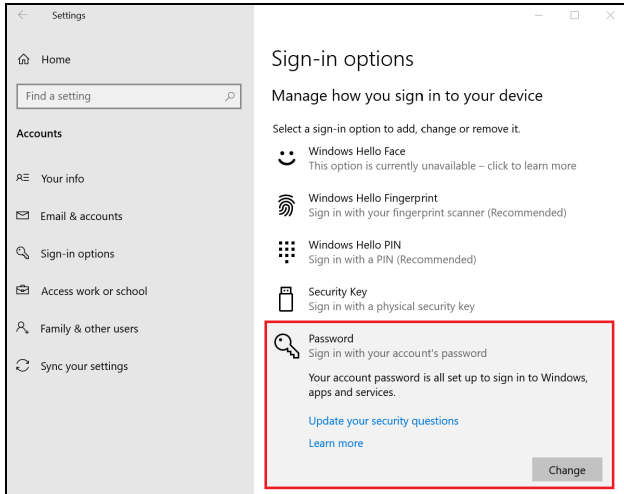 Settings
Home
Find a setting
Accounts
Your info
Email & accounts
Sign-in options
Access work or school
Family & other users
Sync your settings
Sign-in options
Manage how you sign in to your device
Select a sign-in option to add, change or remove it.
Windows Hello Face
This option is currently unavailable – click to learn more
Windows Hello Fingerprint
Sign in with your fingerprint scanner (Recommended)
Windows Hello PIN
Sign in with a PIN (Recommended)
Security Key
Sign in with a physical security key
Password
Sign in with your account's password
Your account password is all set up to sign in to Windows,
apps and services.
Update your security questions
Learn more
Change